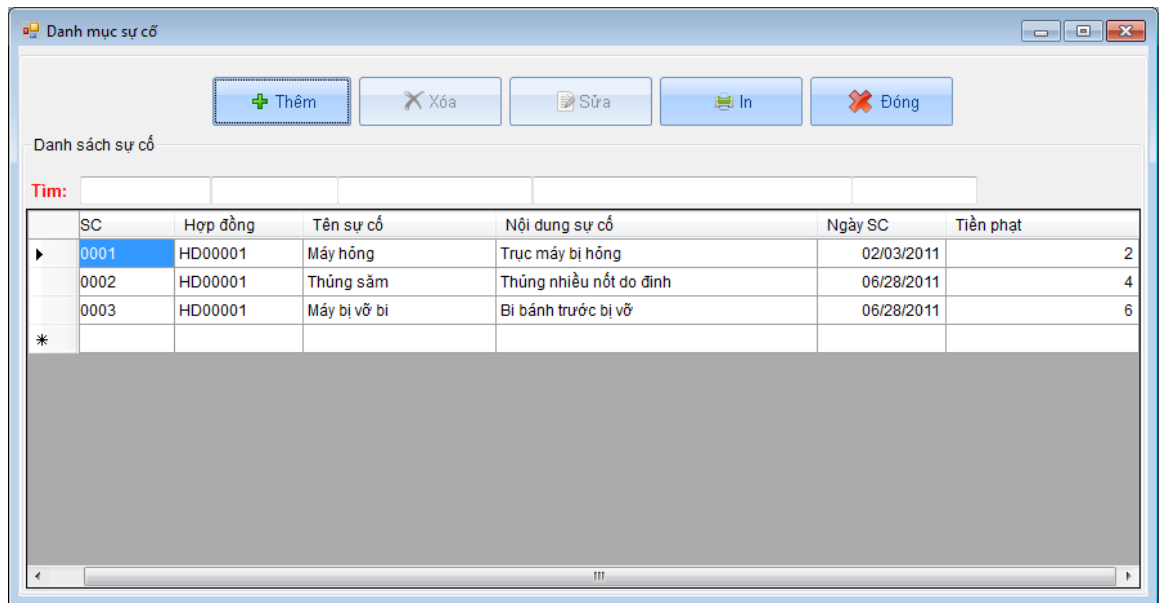 Danh mục sự cố
Thêm Xóa Sửa In Đóng
Danh sách sự cố
Tìm:
SC Hợp đồng Tên sự cố Nội dung sự cố Ngày SC Tiền phạt
0001 HD00001 Máy hỏng Trục máy bị hỏng 02/03/2011 2
0002 HD00001 Thủng săm Thủng nhiều nốt do đinh 06/28/2011 4
0003 HD00001 Máy bị vỡ bi Bi bánh trước bị vỡ 06/28/2011 6